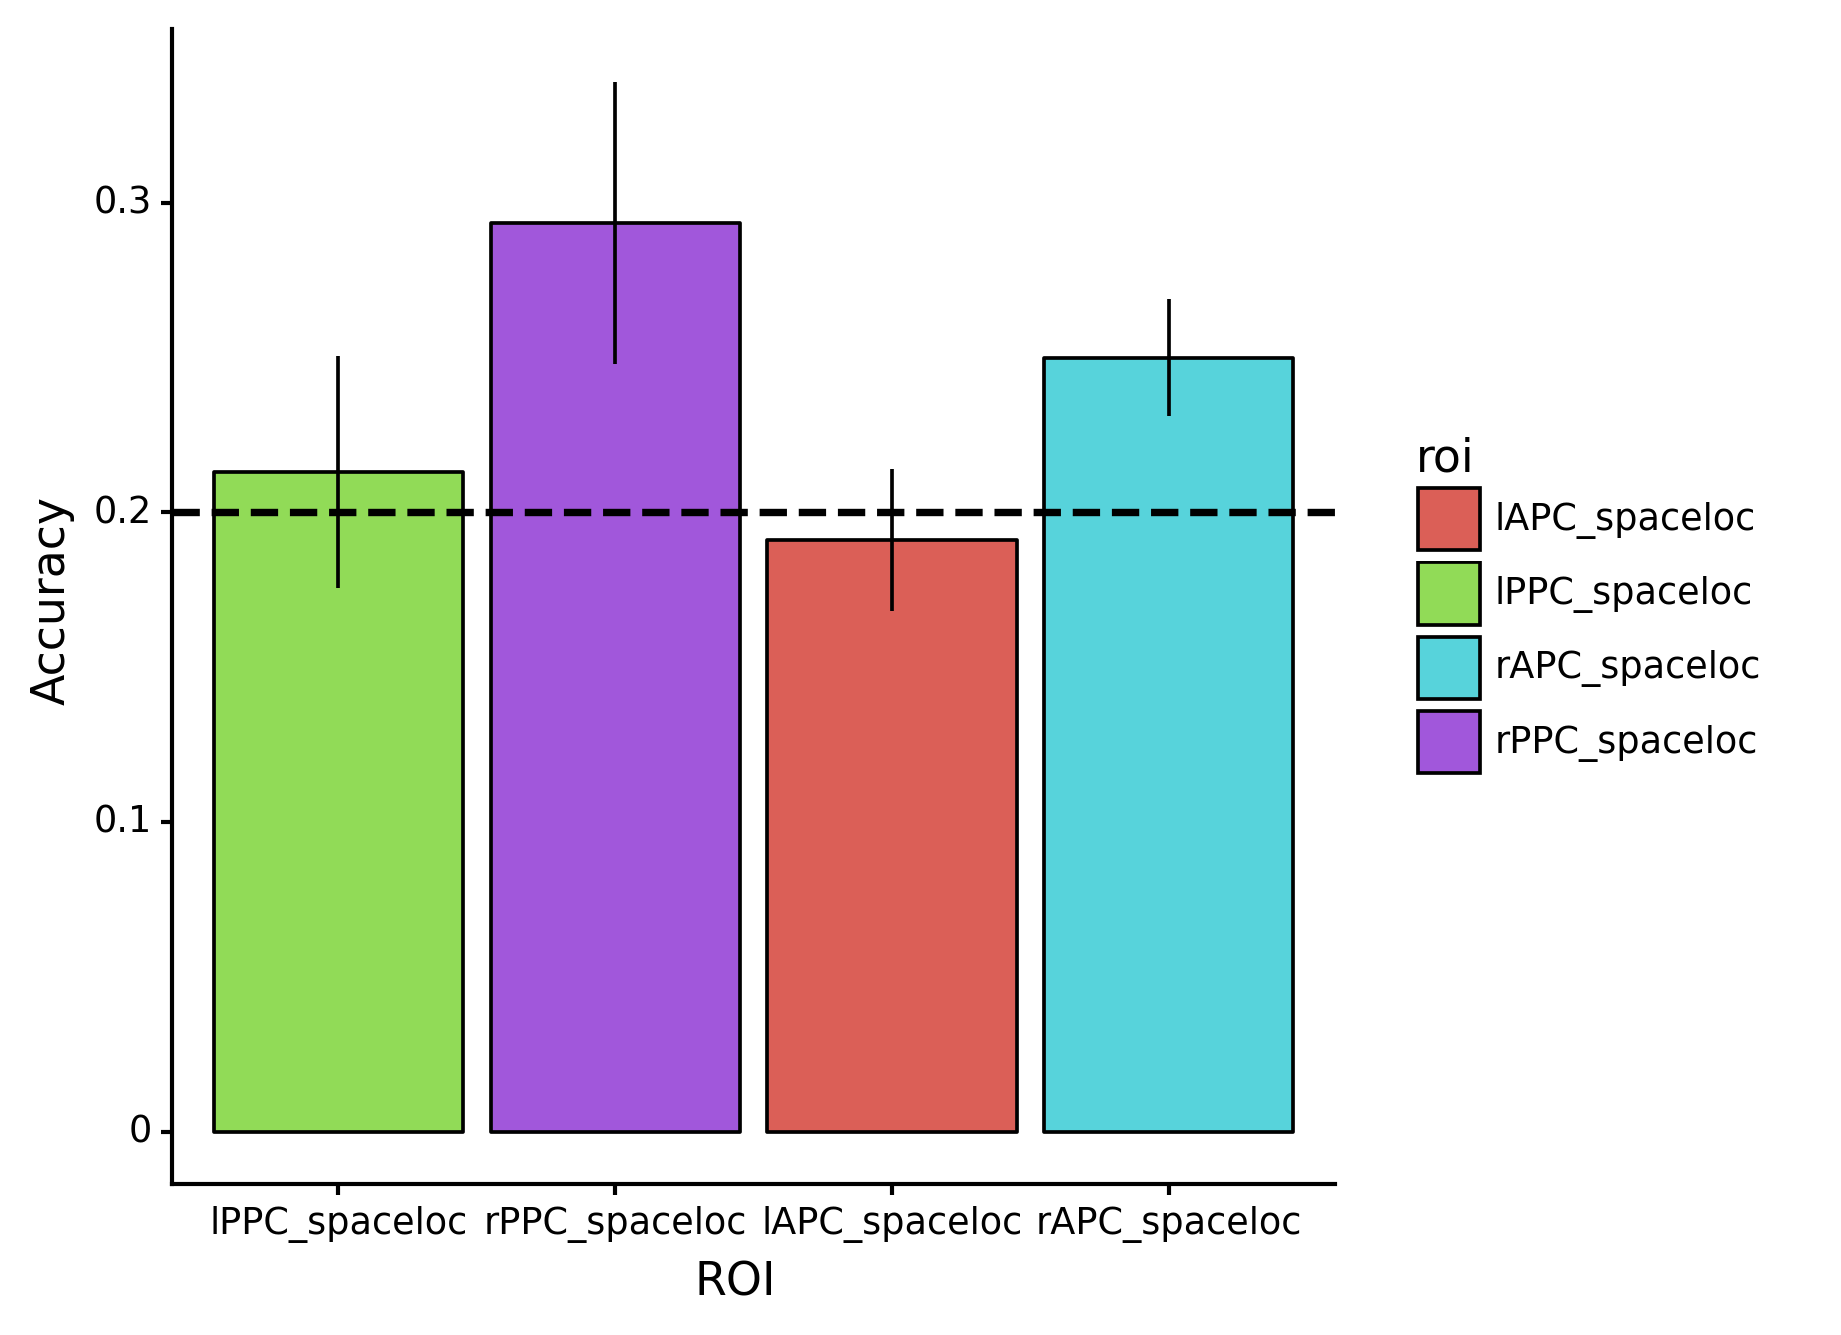 Accuracy
0.3
0.2
0.1
0
lPPC_spaceloc rPPC_spaceloc lAPC_spaceloc rAPC_spaceloc
ROI
roi
lAPC_spaceloc
lPPC_spaceloc
rAPC_spaceloc
rPPC_spaceloc